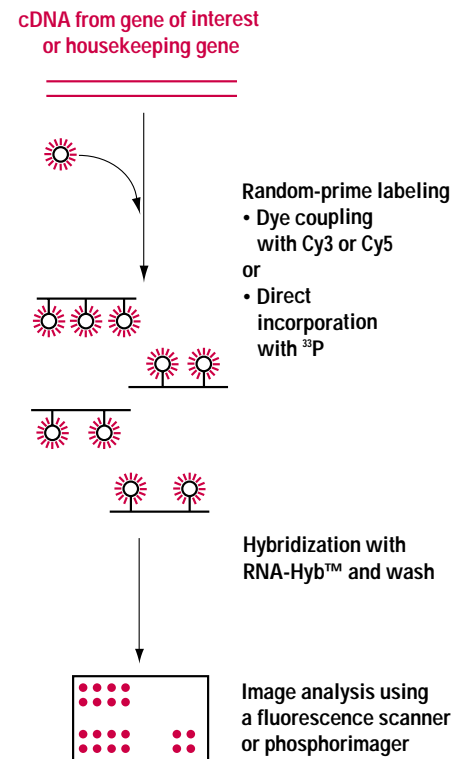 cDNA from gene of interest
or housekeeping gene
Random-prime labeling
• Dye coupling
with Cy3 or Cy5
or
• Direct
incorporation
with ³³P
Hybridization with
RNA-Hyb™ and wash
Image analysis using
a fluorescence scanner
or phosphorimager